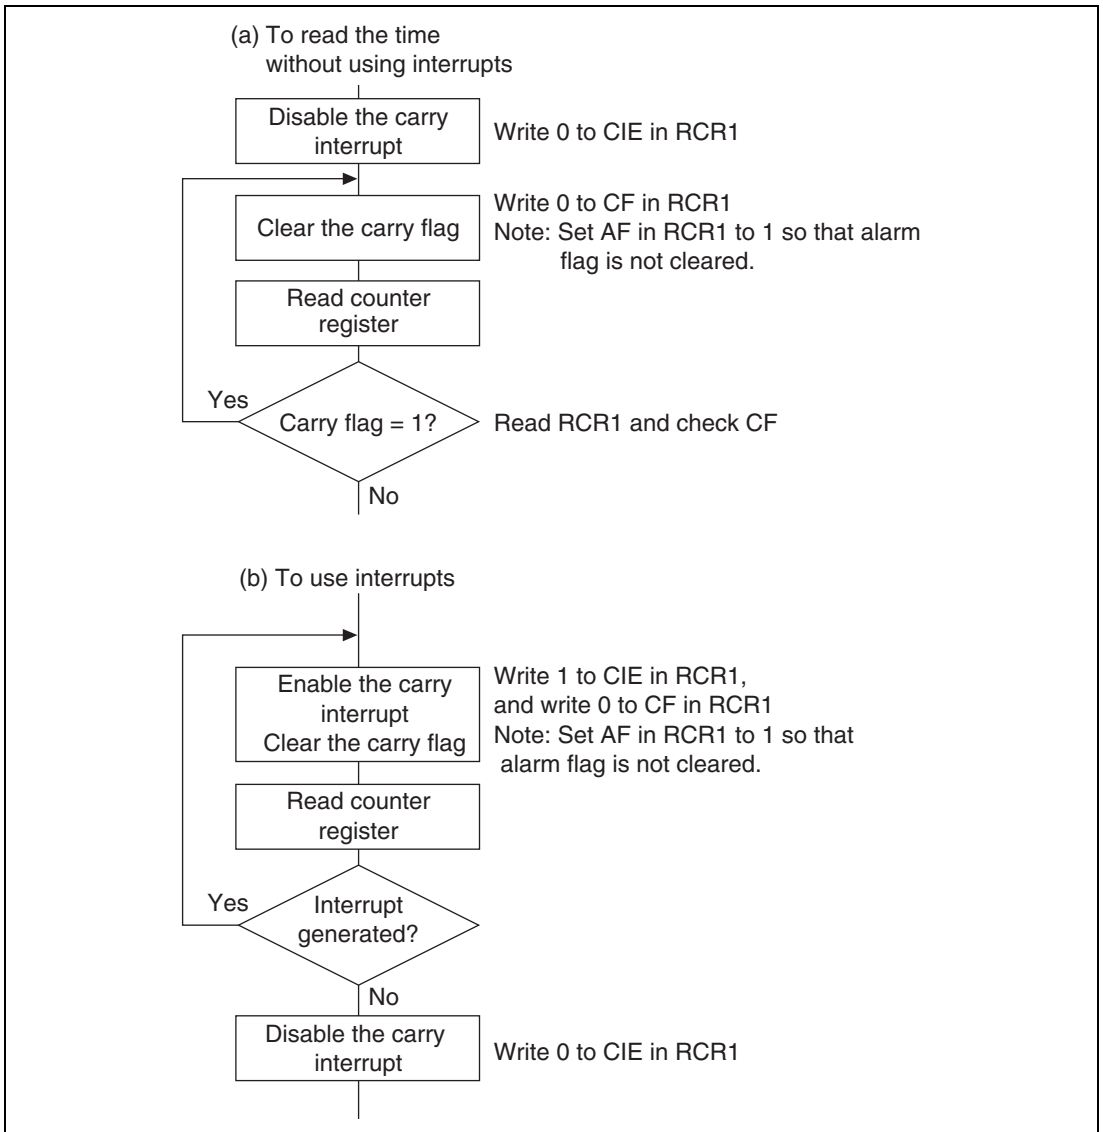 (a) To read the time
without using interrupts
Disable the carry
interrupt
Write 0 to CIE in RCR1
Clear the carry flag
Write 0 to CF in RCR1
Note: Set AF in RCR1 to 1 so that alarm
flag is not cleared.
Read counter
register
Yes
Carry flag = 1?
Read RCR1 and check CF
No
(b) To use interrupts
Enable the carry
interrupt
Clear the carry flag
Write 1 to CIE in RCR1,
and write 0 to CF in RCR1
Note: Set AF in RCR1 to 1 so that
alarm flag is not cleared.
Read counter
register
Yes
Interrupt
generated?
No
Disable the carry
interrupt
Write 0 to CIE in RCR1